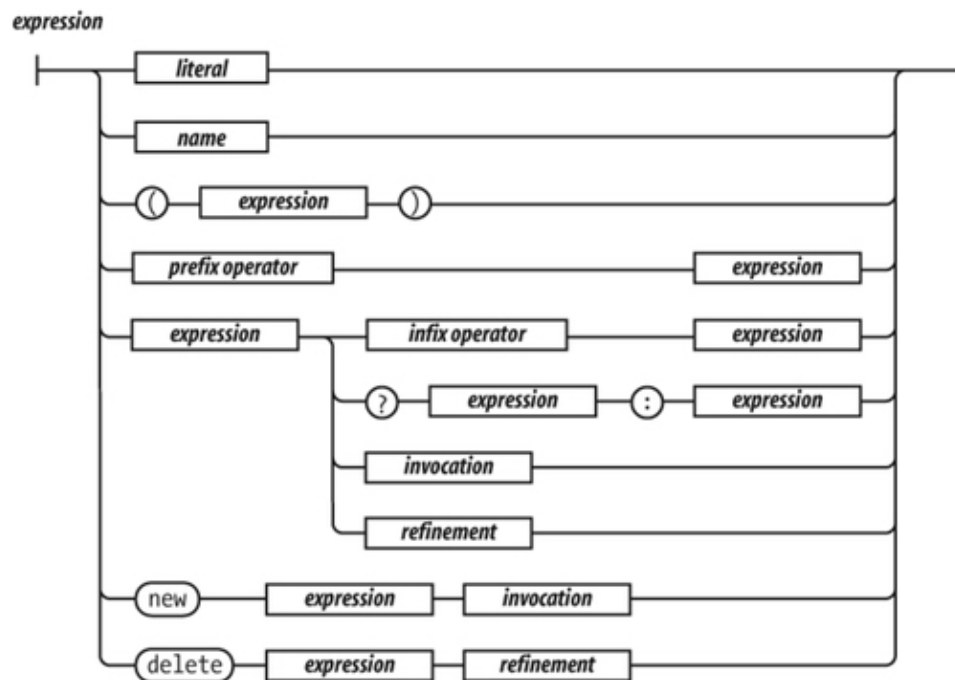 expression
literal
name
( expression )
prefix operator expression
expression infix operator expression
? expression : expression
invocation
refinement
new expression invocation
delete expression refinement